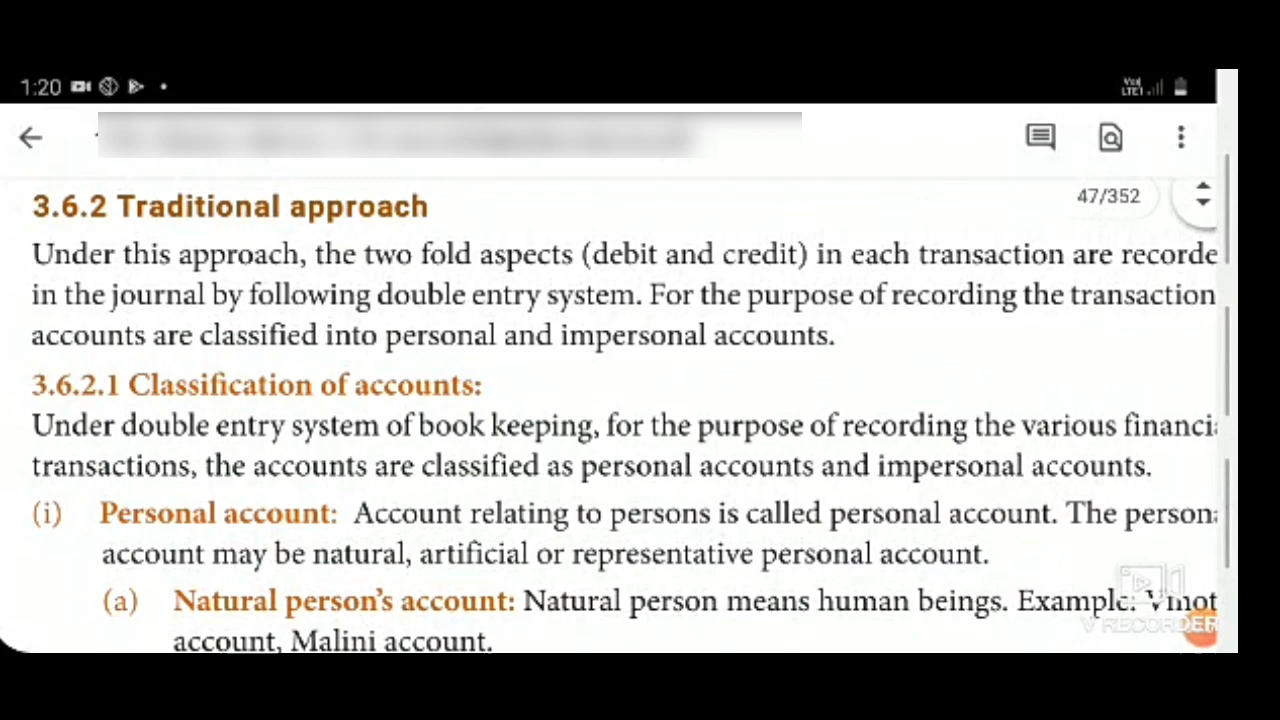 1:20
VoI
LTE1
47/352
3.6.2 Traditional approach
Under this approach, the two fold aspects (debit and credit) in each transaction are recorde
in the journal by following double entry system. For the purpose of recording the transaction
accounts are classified into personal and impersonal accounts.
3.6.2.1 Classification of accounts:
Under double entry system of book keeping, for the purpose of recording the various financi
transactions, the accounts are classified as personal accounts and impersonal accounts.
(i) Personal account: Account relating to persons is called personal account. The person
account may be natural, artificial or representative personal account.
(a) Natural person's account: Natural person means human beings. Example:
account, Malini account.
V RECORDER